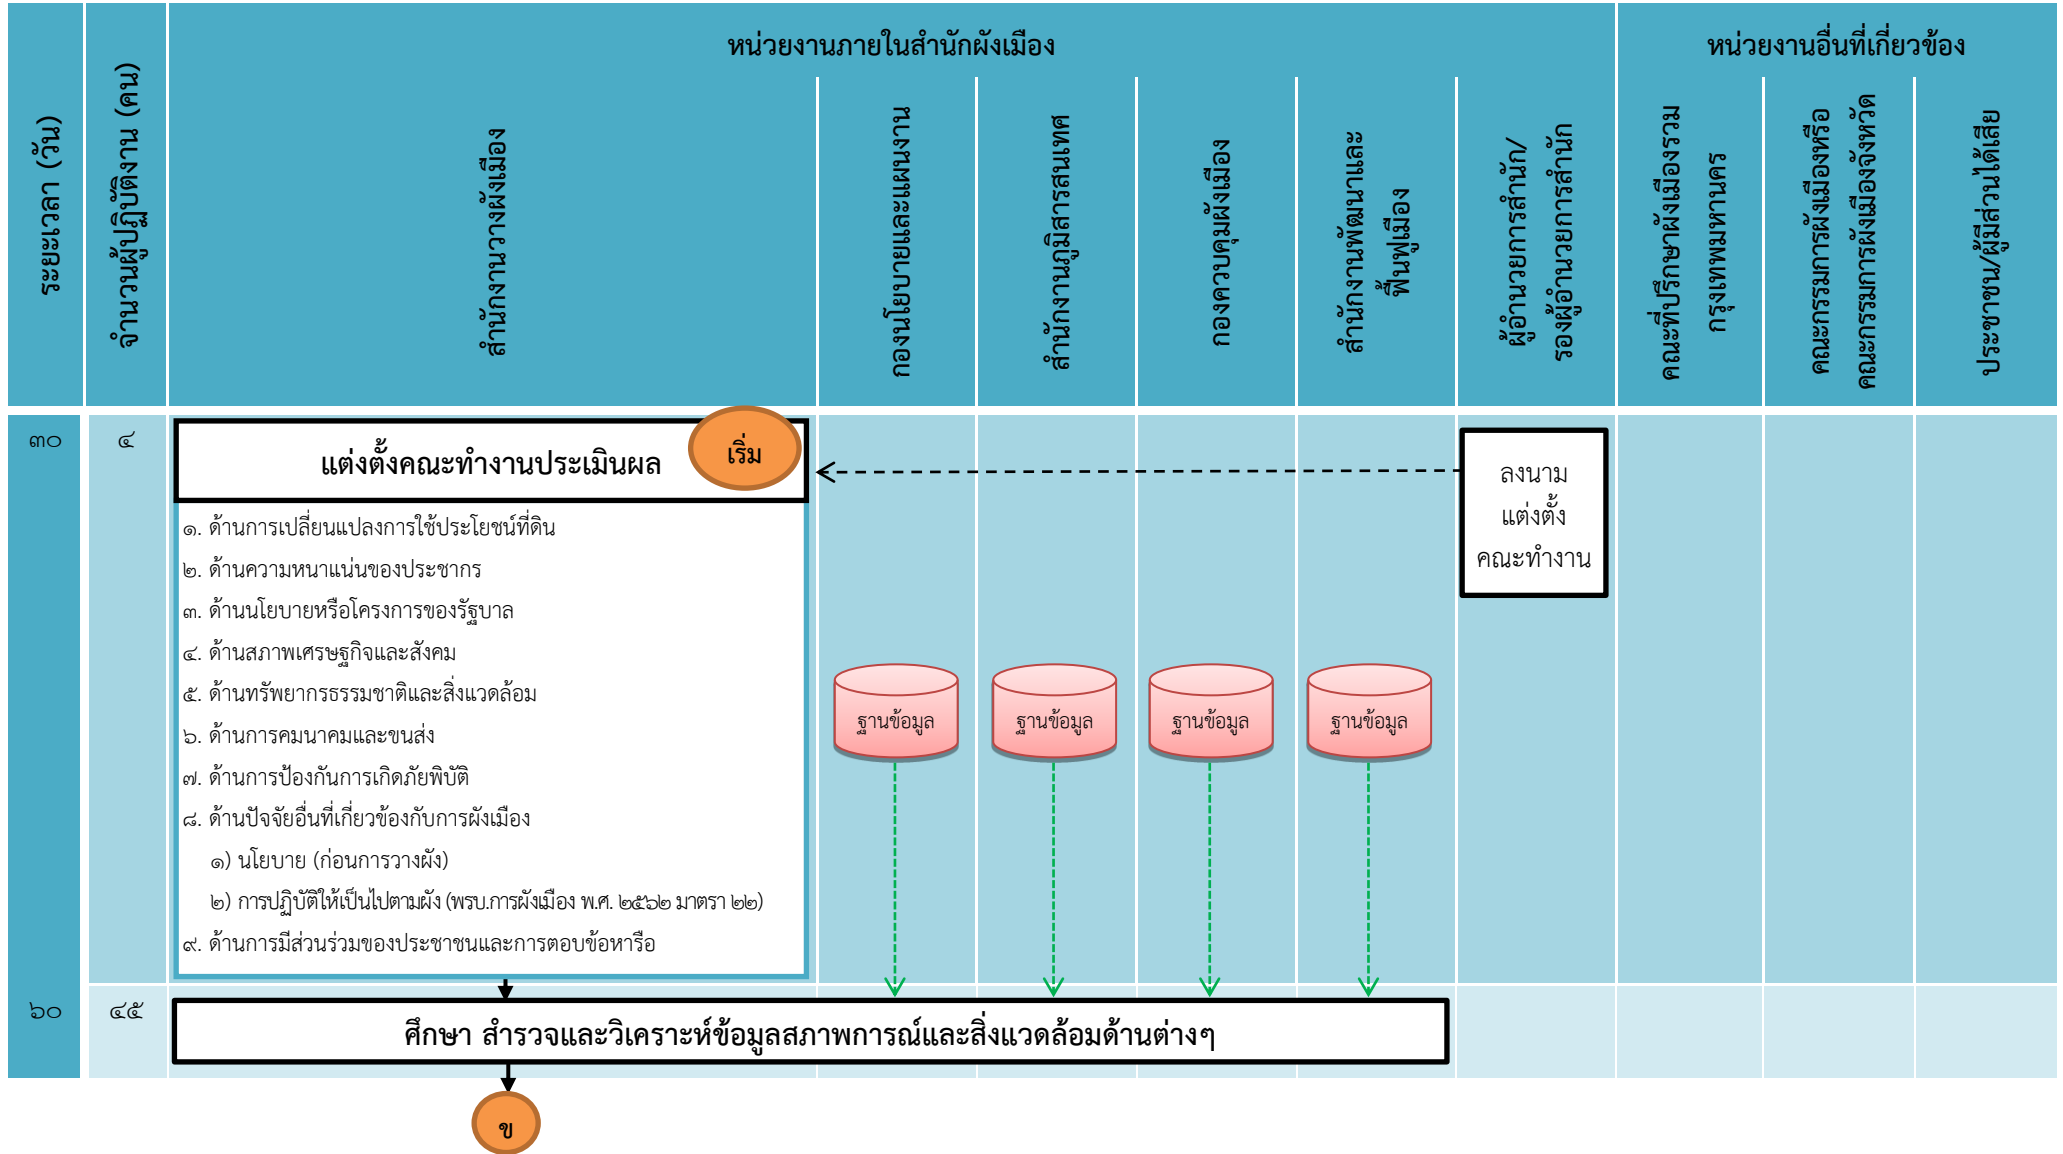 หน่วยงานภายในสำนักผังเมือง
หน่วยงานอื่นที่เกี่ยวข้อง
ระยะเวลา (วัน)
จำนวนผู้ปฏิบัติงาน (คน)
สำนักงานวางผังเมือง
กองนโยบายและแผนงาน
สำนักงานภูมิสารสนเทศ
กองควบคุมผังเมือง
สำนักงานพัฒนาและ
ฟื้นฟูเมือง
ผู้อำนวยการสำนัก/
รองผู้อำนวยการสำนัก
คณะที่ปรึกษาผังเมืองรวม
กรุงเทพมหานคร
คณะกรรมการผังเมืองหรือ
คณะกรรมการผังเมืองจังหวัด
ประชาชน/ผู้มีส่วนได้เสีย
๓๐
๔
แต่งตั้งคณะทำงานประเมินผล
เริ่ม
ลงนาม
แต่งตั้ง
คณะทำงาน
๑. ด้านการเปลี่ยนแปลงการใช้ประโยชน์ที่ดิน
๒. ด้านความหนาแน่นของประชากร
๓. ด้านนโยบายหรือโครงการของรัฐบาล
๔. ด้านสภาพเศรษฐกิจและสังคม
๕. ด้านทรัพยากรธรรมชาติและสิ่งแวดล้อม
๖. ด้านการคมนาคมและขนส่ง
๗. ด้านการป้องกันการเกิดภัยพิบัติ
๘. ด้านปัจจัยอื่นที่เกี่ยวข้องกับการผังเมือง
๑) นโยบาย (ก่อนการวางผัง)
๒) การปฏิบัติให้เป็นไปตามผัง (พรบ.การผังเมือง พ.ศ. ๒๕๖๒ มาตรา ๒๒)
๙. ด้านการมีส่วนร่วมของประชาชนและการตอบข้อหารือ
ฐานข้อมูล
ฐานข้อมูล
ฐานข้อมูล
ฐานข้อมูล
๖๐
๔๕
ศึกษา สำรวจและวิเคราะห์ข้อมูลสภาพการณ์และสิ่งแวดล้อมด้านต่างๆ
ข